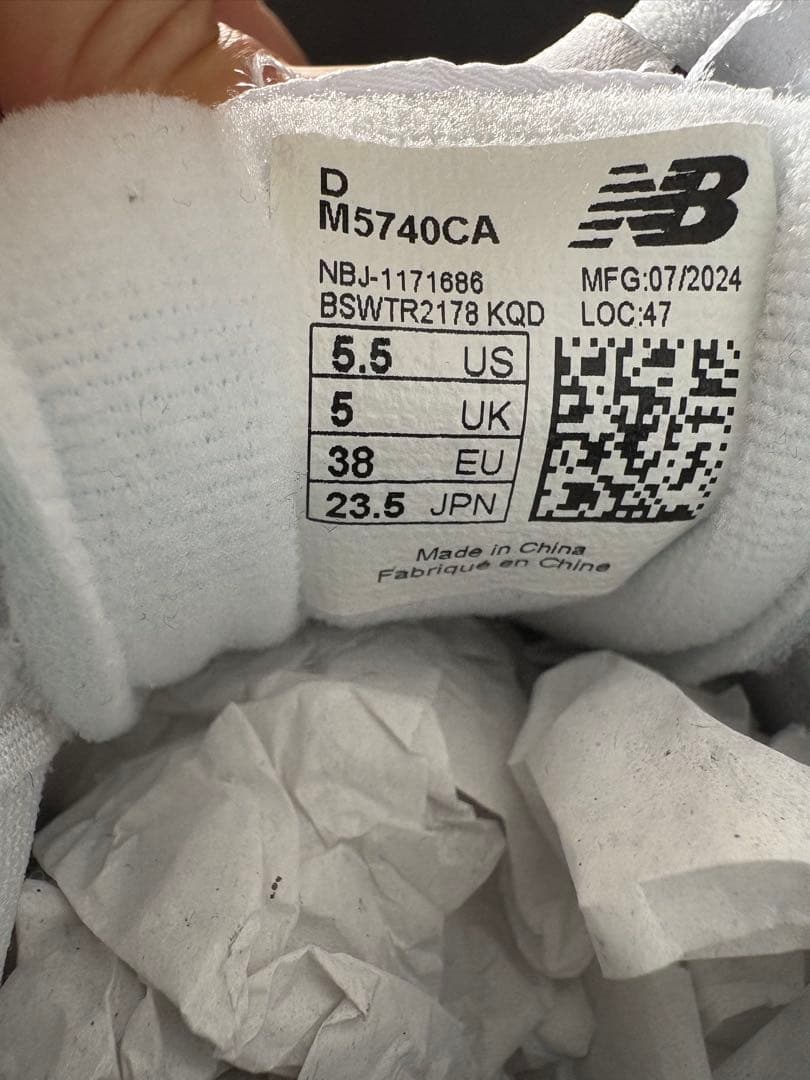 D
M5740CA
NB
NBJ-1171686
MFG:07/2024
BSWTR2178 KQD
LOC:47
5.5 US
5 UK
38 EU
23.5 JPN
Made in China
Fabriqué en Chine